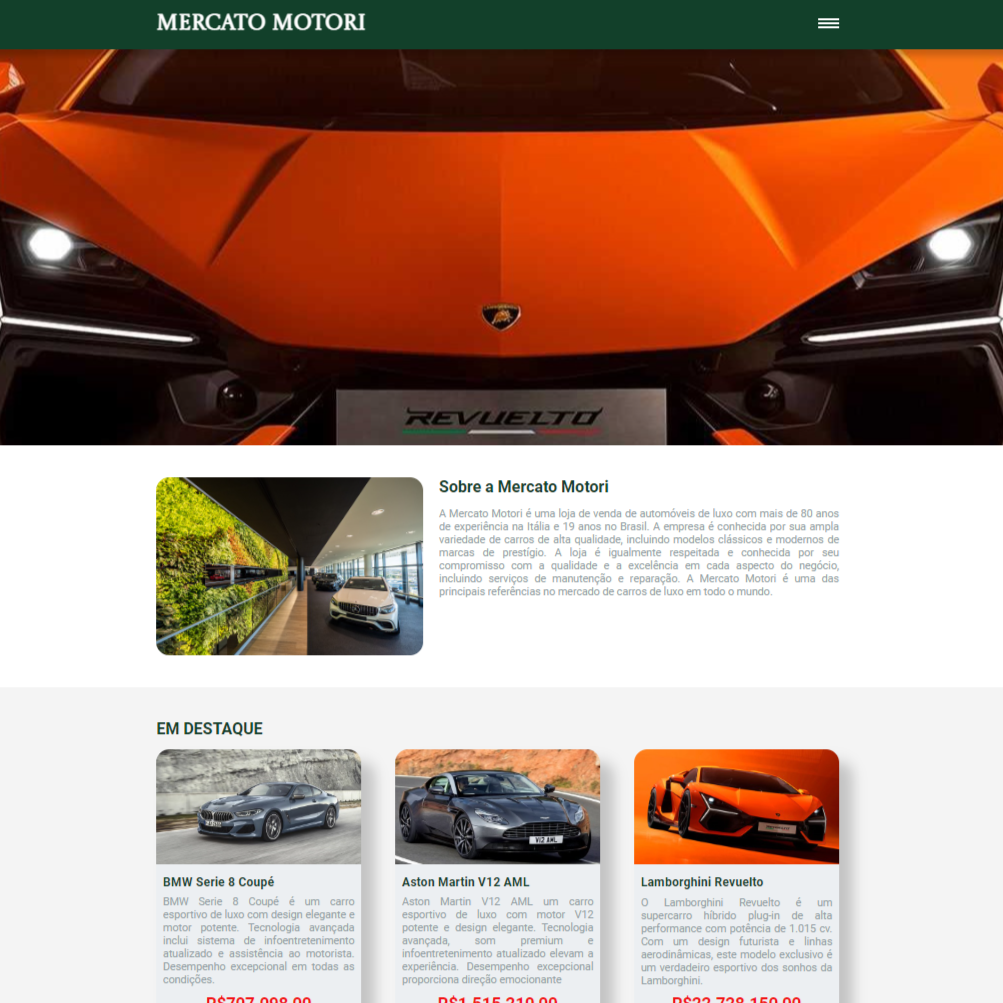 MERCATO MOTORI
REVUELTO
Sobre a Mercato Motori
A Mercato Motori é uma loja de venda de automóveis de luxo com mais de 80 anos
de experiência na Itália e 19 anos no Brasil. A empresa é conhecida por sua ampla
variedade de carros de alta qualidade, incluindo modelos clássicos e modernos de
marcas de prestígio. A loja é igualmente respeitada e conhecida por seu
compromisso com a qualidade e a excelência em cada aspecto do negócio,
incluindo serviços de manutenção e reparação. A Mercato Motori é uma das
principais referências no mercado de carros de luxo em todo o mundo.
EM DESTAQUE
V12 AML
BMW Serie 8 Coupé
BMW Serie 8 Coupé é um carro
esportivo de luxo com design elegante e
motor potente. Tecnologia avançada
inclui sistema de infoentretenimento
atualizado e assistência ao motorista.
Desempenho excepcional em todas as
condições.
Aston Martin V12 AML
Aston Martin V12 AML um carro
esportivo de luxo com motor V12
potente e design elegante. Tecnologia
avançada, som premium e
infoentretenimento atualizado elevam a
experiência. Desempenho excepcional
proporciona direção emocionante
Lamborghini Revuelto
O Lamborghini Revuelto é um
supercarro híbrido plug-in de alta
performance com potência de 1.015 cv.
Com um design futurista e linhas
aerodinâmicas, este modelo exclusivo é
um verdadeiro esportivo dos sonhos da
Lamborghini.